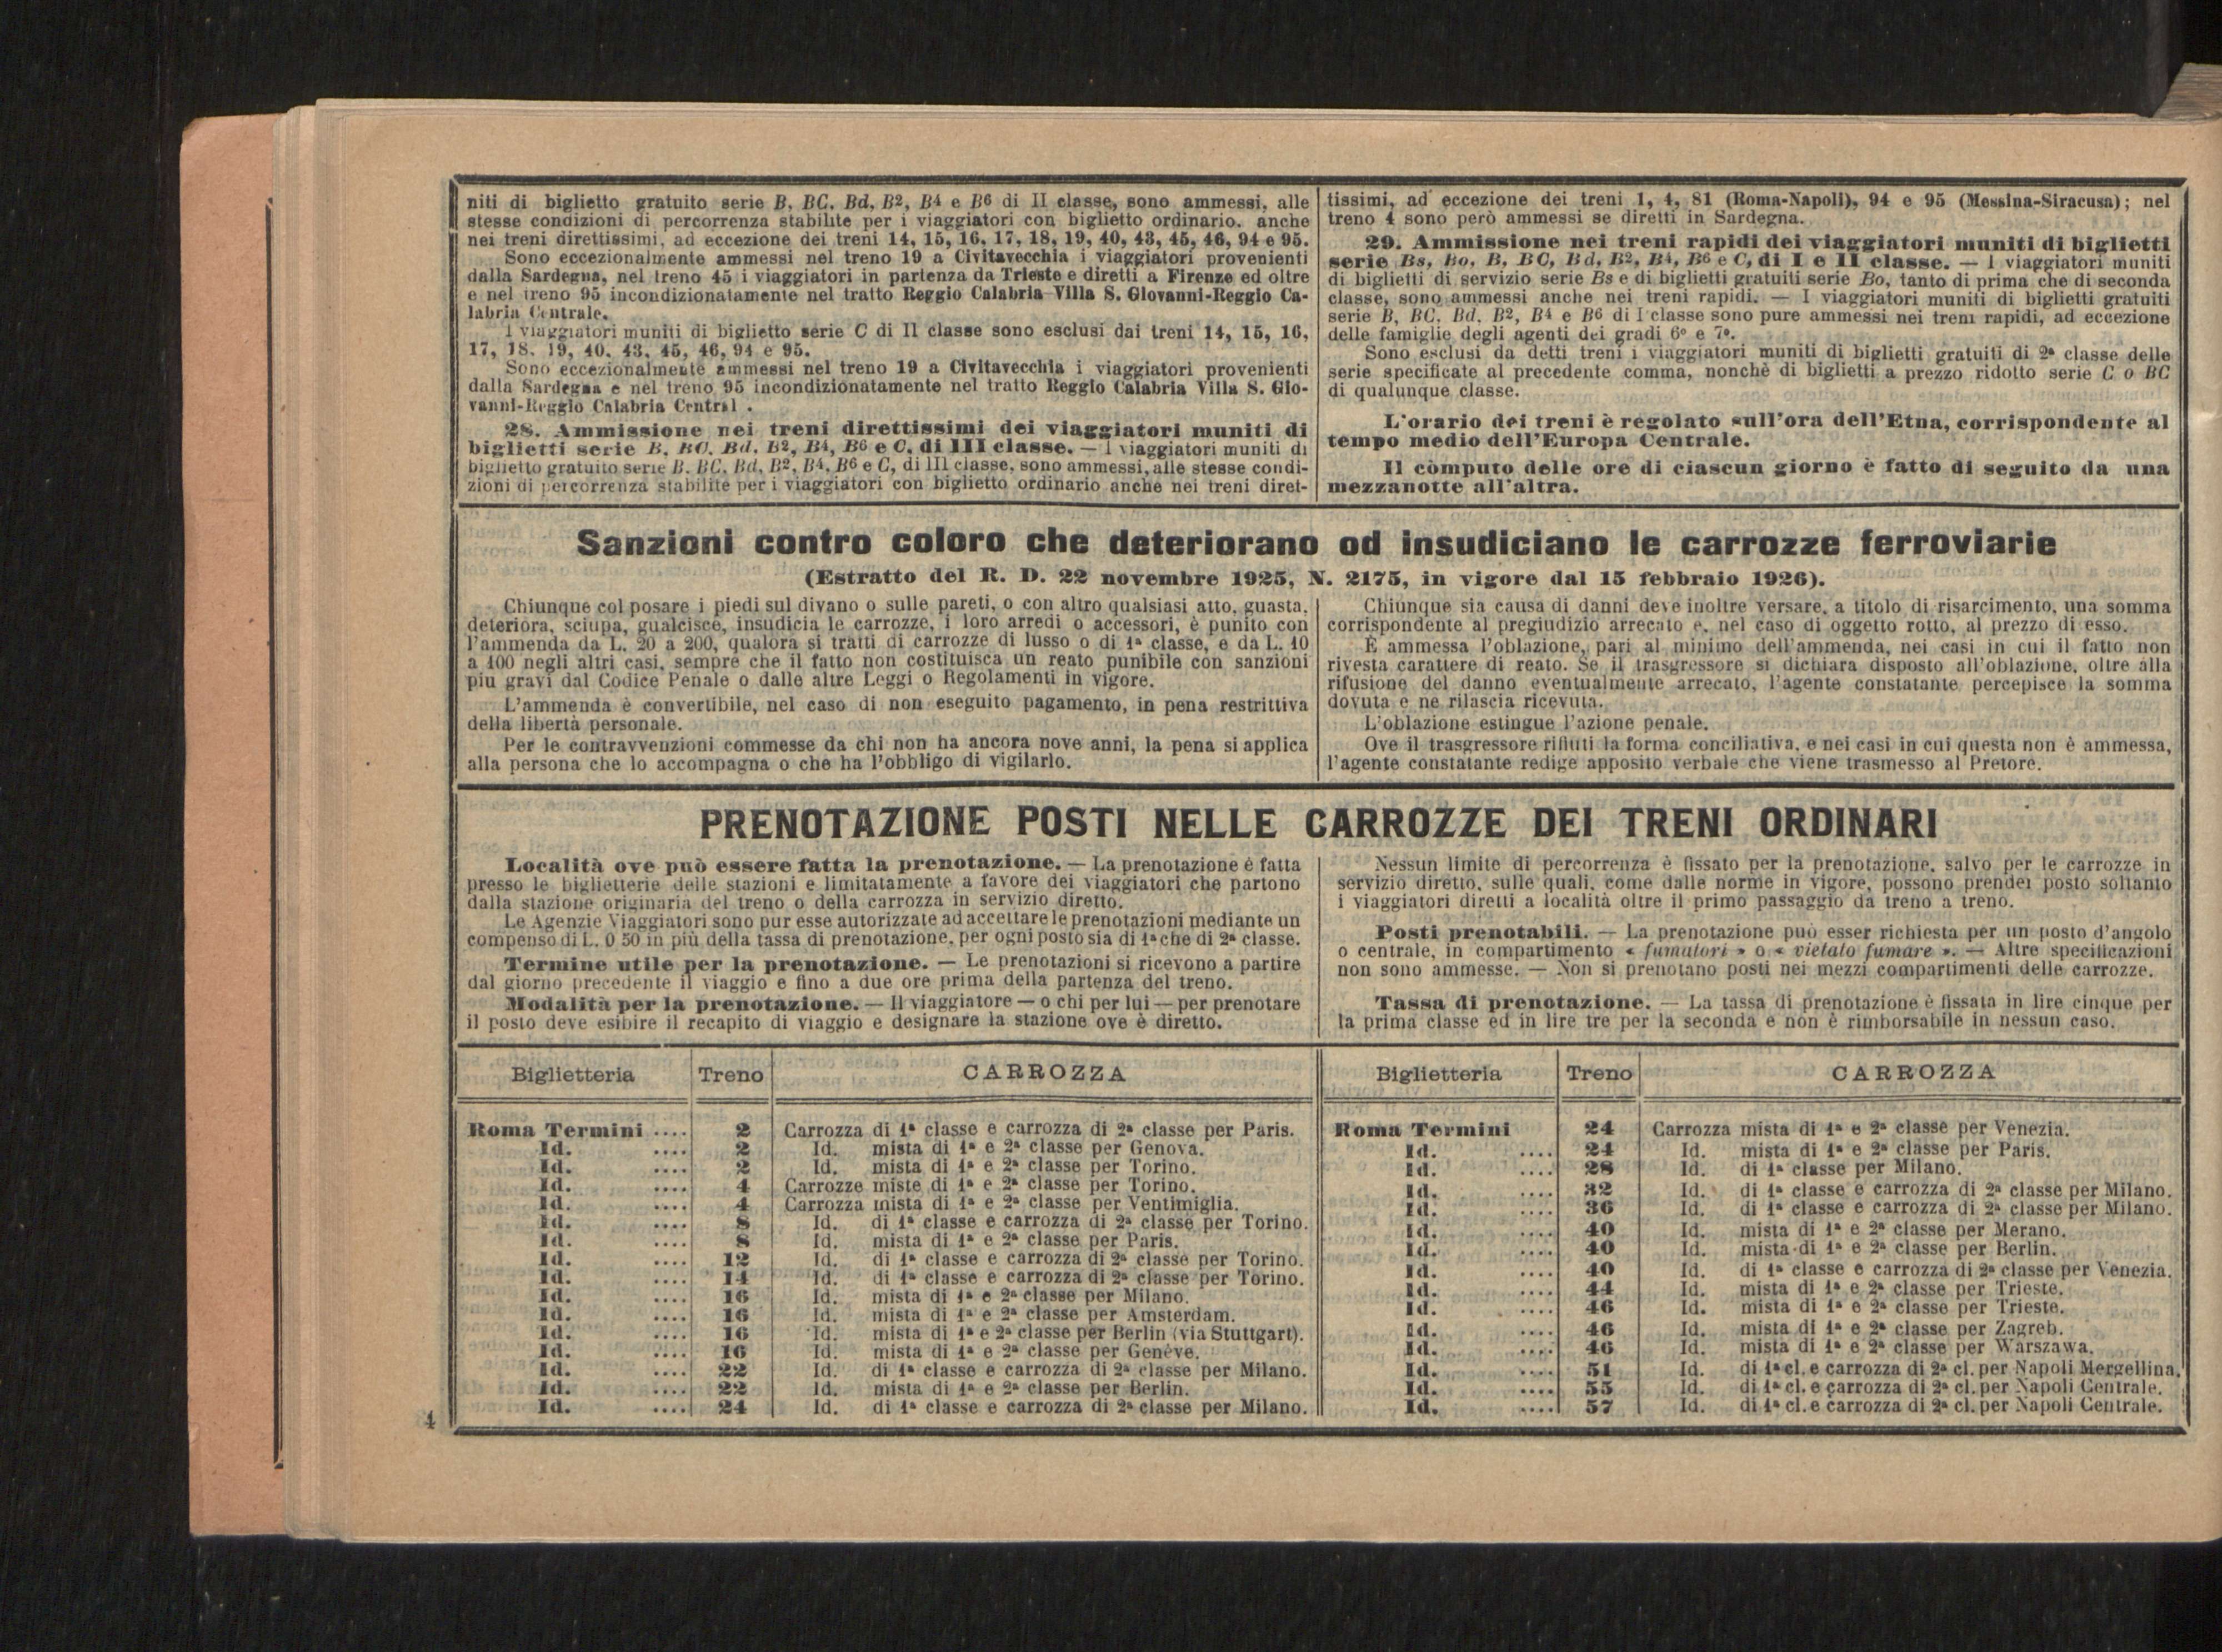 niti di biglietto gratuito serie B, BC, Bd, B2, B4 e B6 di II classe, sono ammessi, alle
stesse condizioni di percorrenza stabilite per i viaggiatori con biglietto ordinario, anche
nei treni direttissimi, ad eccezione dei treni 14, 15, 16, 17, 18, 19, 40, 43, 45, 46, 94 e 95.
Sono eccezionalmente ammessi nel treno 19 a Civitavecchia i viaggiatori provenienti
dalla Sardegna, nel treno 45 i viaggiatori in partenza da Trieste e diretti a Firenze ed oltre
e nel treno 95 incondizionatamente nel tratto Reggio Calabria-Villa S. Giovanni-Reggio Ca-
labria Centrale.
I viaggiatori muniti di biglietto serie C di II classe sono esclusi dai treni 14, 15, 16,
17, 18, 19, 40, 43, 45, 46, 94 e 95.
Sono eccezionalmente ammessi nel treno 19 a Civitavecchia i viaggiatori provenienti
dalla Sardegna e nel treno 95 incondizionatamente nel tratto Reggio Calabria Villa S. Gio-
vanni-Reggio Calabria Central .
28. Ammissione nei treni direttissimi dei viaggiatori muniti di
biglietti serie B, BC, Bd, B2, B4, B6 e C, di III classe. — I viaggiatori muniti di
biglietto gratuito serie B, BC, Bd, B2, B4, B6 e C, di III classe, sono ammessi, alle stesse condi-
zioni di percorrenza stabilite per i viaggiatori con biglietto ordinario anche nei treni diret-
tissimi, ad eccezione dei treni 1, 4, 81 (Roma-Napoli), 94 e 95 (Messina-Siracusa); nel
treno 4 sono però ammessi se diretti in Sardegna.
29. Ammissione nei treni rapidi dei viaggiatori muniti di biglietti
serie Bs, Bo, B, BC, Bd, B2, B4, B6 e C, di I e II classe. — I viaggiatori muniti
di biglietti di servizio serie Bs e di biglietti gratuiti serie Bo, tanto di prima che di seconda
classe, sono ammessi anche nei treni rapidi. — I viaggiatori muniti di biglietti gratuiti
serie B, BC, Bd, B2, B4 e B6 di I classe sono pure ammessi nei treni rapidi, ad eccezione
delle famiglie degli agenti dei gradi 6º e 7º.
Sono esclusi da detti treni i viaggiatori muniti di biglietti gratuiti di 2ª classe delle
serie specificate al precedente comma, nonchè di biglietti a prezzo ridotto serie C o BC
di qualunque classe.
L'orario dei treni è regolato sull'ora dell'Etna, corrispondente al
tempo medio dell'Europa Centrale.
Il còmputo delle ore di ciascun giorno è fatto di seguito da una
mezzanotte all'altra.
Sanzioni contro coloro che deteriorano od insudiciano le carrozze ferroviarie
(Estratto del R. D. 22 novembre 1925, N. 2175, in vigore dal 15 febbraio 1926).
Chiunque col posare i piedi sul divano o sulle pareti, o con altro qualsiasi atto, guasta,
deteriora, sciupa, gualcisce, insudicia le carrozze, i loro arredi o accessori, è punito con
l'ammenda da L. 20 a 200, qualora si tratti di carrozze di lusso o di 1ª classe, e da L. 10
a 100 negli altri casi, sempre che il fatto non costituisca un reato punibile con sanzioni
piu gravi dal Codice Penale o dalle altre Leggi o Regolamenti in vigore.
L'ammenda è convertibile, nel caso di non eseguito pagamento, in pena restrittiva
della libertà personale.
Per le contravvenzioni commesse da chi non ha ancora nove anni, la pena si applica
alla persona che lo accompagna o che ha l'obbligo di vigilarlo.
Chiunque sia causa di danni deve inoltre versare, a titolo di risarcimento, una somma
corrispondente al pregiudizio arrecato e, nel caso di oggetto rotto, al prezzo di esso.
È ammessa l'oblazione, pari al minimo dell'ammenda, nei casi in cui il fatto non
rivesta carattere di reato. Se il trasgressore si dichiara disposto all'oblazione, oltre alla
rifusione del danno eventualmente arrecato, l'agente constatante percepisce la somma
dovuta e ne rilascia ricevuta.
L'oblazione estingue l'azione penale.
Ove il trasgressore rifiuti la forma conciliativa, e nei casi in cui questa non è ammessa,
l'agente constatante redige apposito verbale che viene trasmesso al Pretore.
PRENOTAZIONE POSTI NELLE CARROZZE DEI TRENI ORDINARI
Località ove può essere fatta la prenotazione. — La prenotazione è fatta
presso le biglietterie delle stazioni e limitatamente a favore dei viaggiatori che partono
dalla stazione originaria del treno o della carrozza in servizio diretto.
Le Agenzie Viaggiatori sono pur esse autorizzate ad accettare le prenotazioni mediante un
compenso di L. 0 50 in più della tassa di prenotazione, per ogni posto sia di 1ª che di 2ª classe.
Termine utile per la prenotazione. — Le prenotazioni si ricevono a partire
dal giorno precedente il viaggio e fino a due ore prima della partenza del treno.
Modalità per la prenotazione. — Il viaggiatore — o chi per lui — per prenotare
il posto deve esibire il recapito di viaggio e designare la stazione ove è diretto.
Nessun limite di percorrenza è fissato per la prenotazione, salvo per le carrozze in
servizio diretto, sulle quali, come dalle norme in vigore, possono prender posto soltanto
i viaggiatori diretti a località oltre il primo passaggio da treno a treno.
Posti prenotabili. — La prenotazione può esser richiesta per un posto d'angolo
o centrale, in compartimento « fumatori » o « vietato fumare ». — Altre specificazioni
non sono ammesse. — Non si prenotano posti nei mezzi compartimenti delle carrozze.
Tassa di prenotazione. — La tassa di prenotazione è fissata in lire cinque per
la prima classe ed in lire tre per la seconda e non è rimborsabile in nessun caso.
Biglietteria Treno CARROZZA
Roma Termini .... 2 Carrozza di 1ª classe e carrozza di 2ª classe per Paris.
Id. .... 2 Id. mista di 1ª e 2ª classe per Genova.
Id. .... 2 Id. mista di 1ª e 2ª classe per Torino.
Id. .... 4 Carrozze miste di 1ª e 2ª classe per Torino.
Id. .... 4 Carrozza mista di 1ª e 2ª classe per Ventimiglia.
Id. .... 8 Id. di 1ª classe e carrozza di 2ª classe per Torino.
Id. .... 8 Id. mista di 1ª e 2ª classe per Paris.
Id. .... 12 Id. di 1ª classe e carrozza di 2ª classe per Torino.
Id. .... 14 Id. di 1ª classe e carrozza di 2ª classe per Torino.
Id. .... 16 Id. mista di 1ª e 2ª classe per Milano.
Id. .... 16 Id. mista di 1ª e 2ª classe per Amsterdam.
Id. .... 16 Id. mista di 1ª e 2ª classe per Berlin (via Stuttgart).
Id. .... 16 Id. mista di 1ª e 2ª classe per Genève.
Id. .... 22 Id. di 1ª classe e carrozza di 2ª classe per Milano.
Id. .... 22 Id. mista di 1ª e 2ª classe per Berlin.
Id. .... 24 Id. di 1ª classe e carrozza di 2ª classe per Milano.
Biglietteria Treno CARROZZA
Roma Termini 24 Carrozza mista di 1ª e 2ª classe per Venezia.
Id. .... 24 Id. mista di 1ª e 2ª classe per Paris.
Id. .... 28 Id. di 1ª classe per Milano.
Id. .... 32 Id. di 1ª classe e carrozza di 2ª classe per Milano.
Id. .... 36 Id. di 1ª classe e carrozza di 2ª classe per Milano.
Id. .... 40 Id. mista di 1ª e 2ª classe per Merano.
Id. .... 40 Id. mista di 1ª e 2ª classe per Berlin.
Id. .... 40 Id. di 1ª classe e carrozza di 2ª classe per Venezia.
Id. .... 44 Id. mista di 1ª e 2ª classe per Trieste.
Id. .... 46 Id. mista di 1ª e 2ª classe per Trieste.
Id. .... 46 Id. mista di 1ª e 2ª classe per Zagreb.
Id. .... 46 Id. mista di 1ª e 2ª classe per Warszawa.
Id. .... 51 Id. di 1ª cl. e carrozza di 2ª cl. per Napoli Mergellina.
Id. .... 55 Id. di 1ª cl. e carrozza di 2ª cl. per Napoli Centrale.
Id. .... 57 Id. di 1ª cl. e carrozza di 2ª cl. per Napoli Centrale.
4